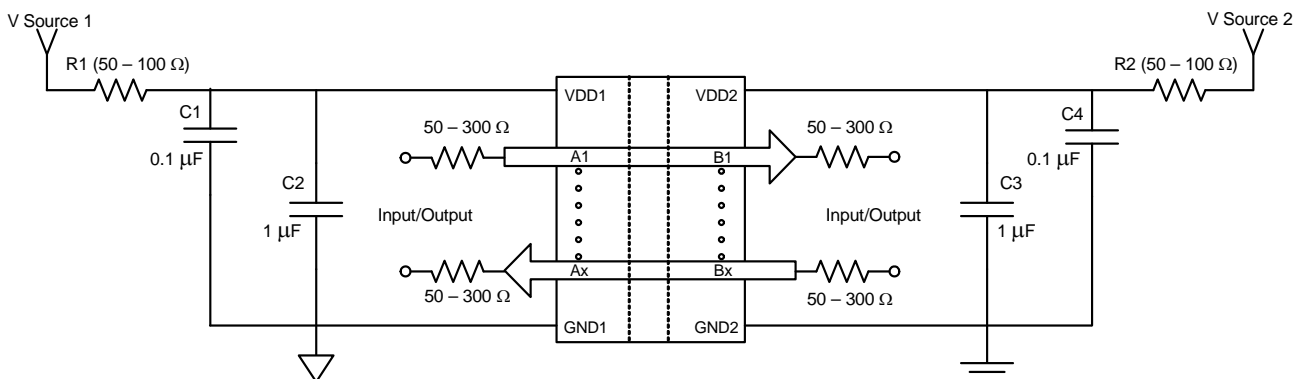 V Source 1
V Source 2
R1 (50 – 100 Ω)
R2 (50 – 100 Ω)
VDD1
VDD2
C1
C4
50 – 300 Ω
50 – 300 Ω
0.1 μF
0.1 μF
A1
B1
C2
C3
Input/Output
Input/Output
1 μF
1 μF
Ax
Bx
50 – 300 Ω
50 – 300 Ω
GND1
GND2